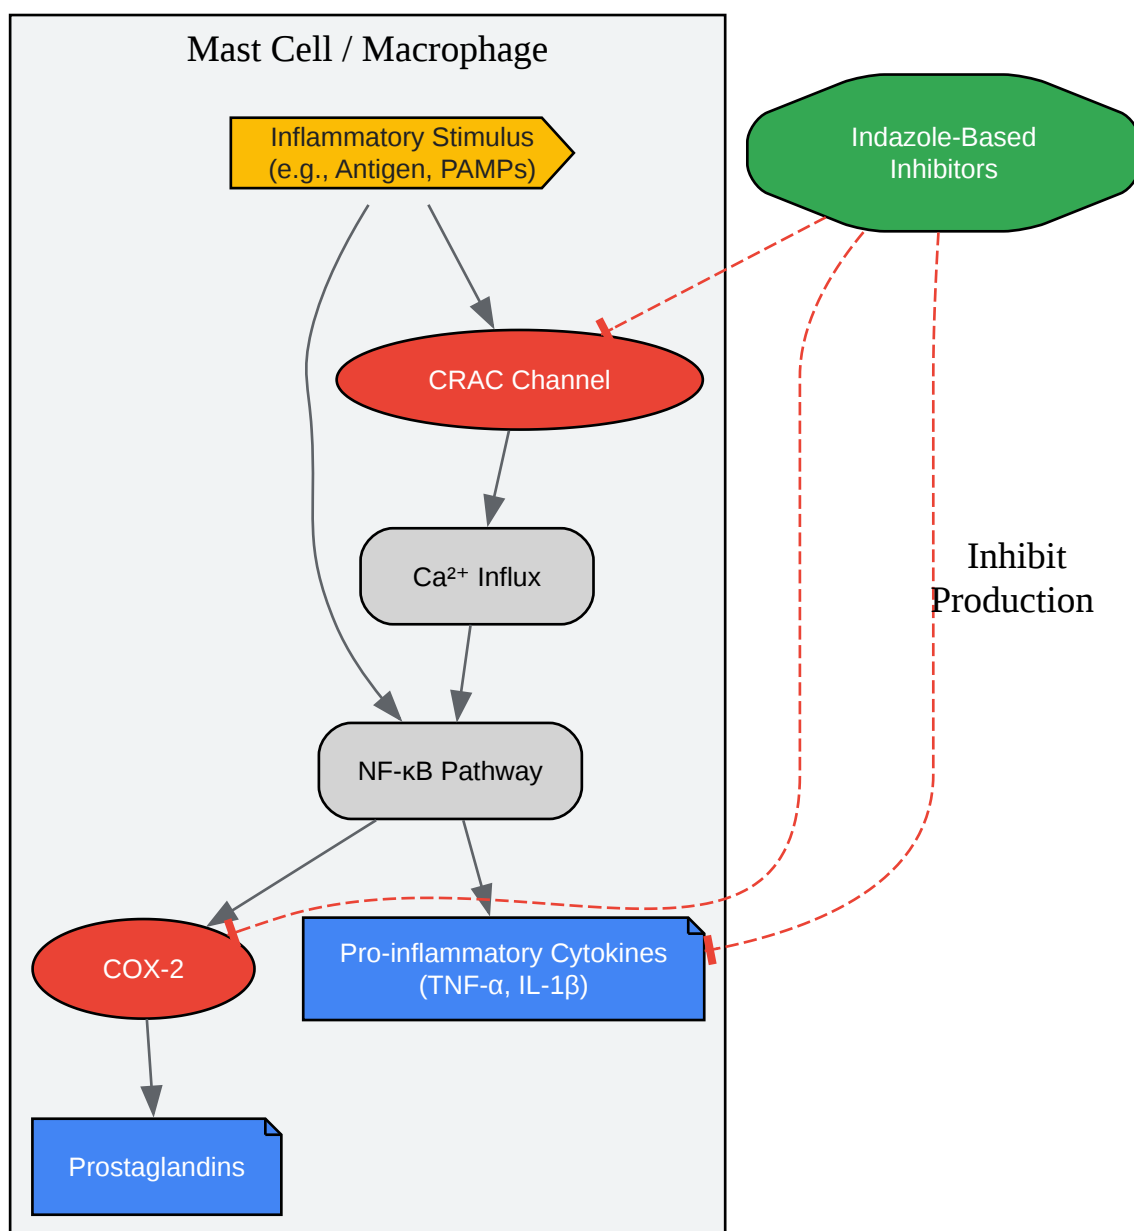 Mast Cell / Macrophage
Inflammatory Stimulus
(e.g., Antigen, PAMPs)
Indazole-Based
Inhibitors
CRAC Channel
Ca²⁺ Influx
Inhibit
Production
NF-κB Pathway
COX-2
Pro-inflammatory Cytokines
(TNF-α, IL-1β)
Prostaglandins